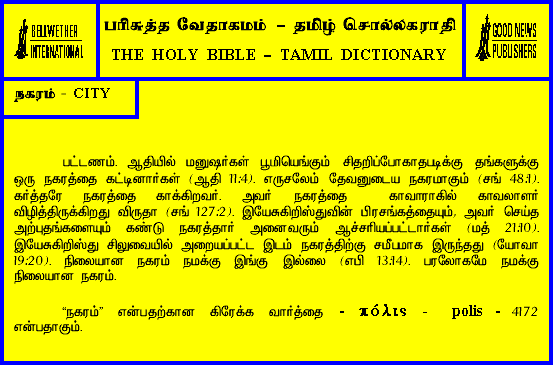 BELLWETHER
INTERNATIONAL
பரிசுத்த வேதாகமம் – தமிழ் சொல்லகராதி
THE HOLY BIBLE – TAMIL DICTIONARY
GOOD NEWS
PUBLISHERS
நகரம் - CITY
பட்டணம். ஆதியில் மனுஷர்கள் பூமியெங்கும் சிதறிப்போகாதபடிக்கு தங்களுக்கு
ஒரு நகரத்தை கட்டினார்கள் (ஆதி 11:4). எருசலேம் தேவனுடைய நகரமாகும் (சங் 48:1).
கர்த்தரே நகரத்தை காக்கிறவர். அவர் நகரத்தை காவாராகில் காவலாளர்
விழித்திருக்கிறது விருதா (சங் 127:2). இயேசுகிறிஸ்துவின் பிரசங்கத்தையும், அவர் செய்த
அற்புதங்களையும் கண்டு நகரத்தார் அனைவரும் ஆச்சரியப்பட்டார்கள் (மத் 21:10).
இயேசுகிறிஸ்து சிலுவையில் அறையப்பட்ட இடம் நகரத்திற்கு சமீபமாக இருந்தது (யோவா
19:20). நிலையான நகரம் நமக்கு இங்கு இல்லை (எபி 13:14). பரலோகமே நமக்கு
நிலையான நகரம்.
“நகரம்” என்பதற்கான கிரேக்க வார்த்தை - πόλις - polis - 4172
என்பதாகும்.